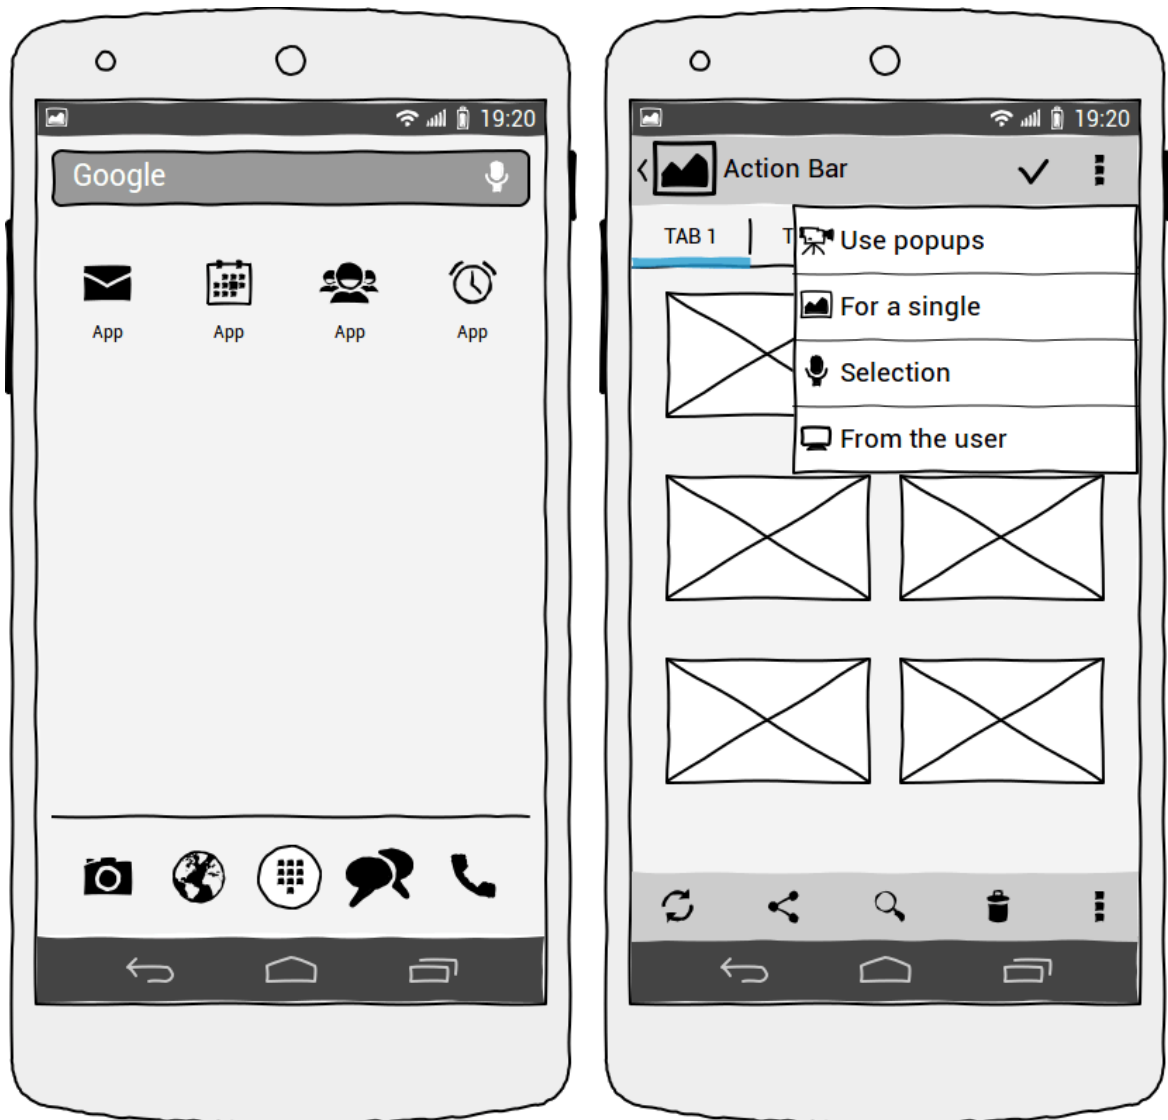 19:20
Google
App
App
App
App
19:20
Action Bar
TAB 1
T
Use popups
For a single
Selection
From the user